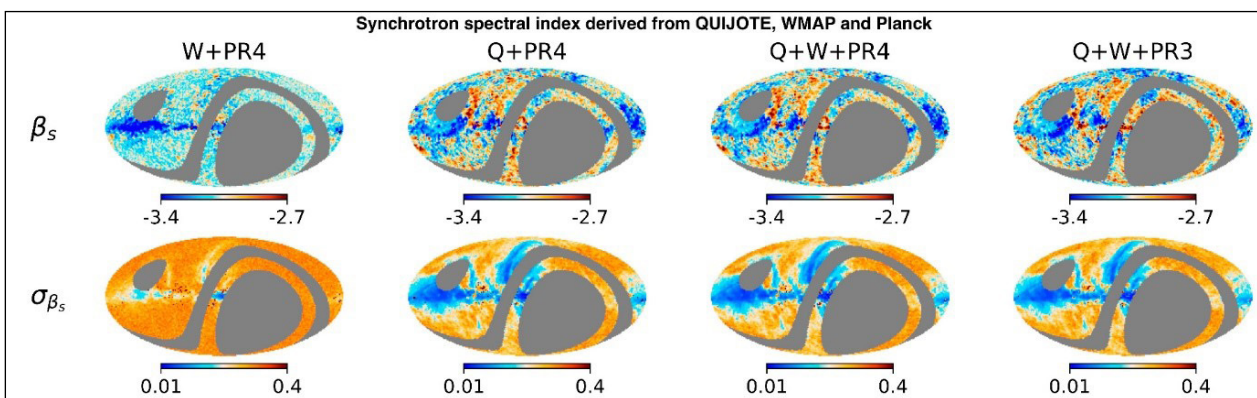 Synchrotron spectral index derived from QUIJOTE, WMAP and Planck
W+PR4 Q+PR4 Q+W+PR4 Q+W+PR3
βs
-3.4 -2.7 -3.4 -2.7 -3.4 -2.7 -3.4 -2.7
σβs
0.01 0.4 0.01 0.4 0.01 0.4 0.01 0.4